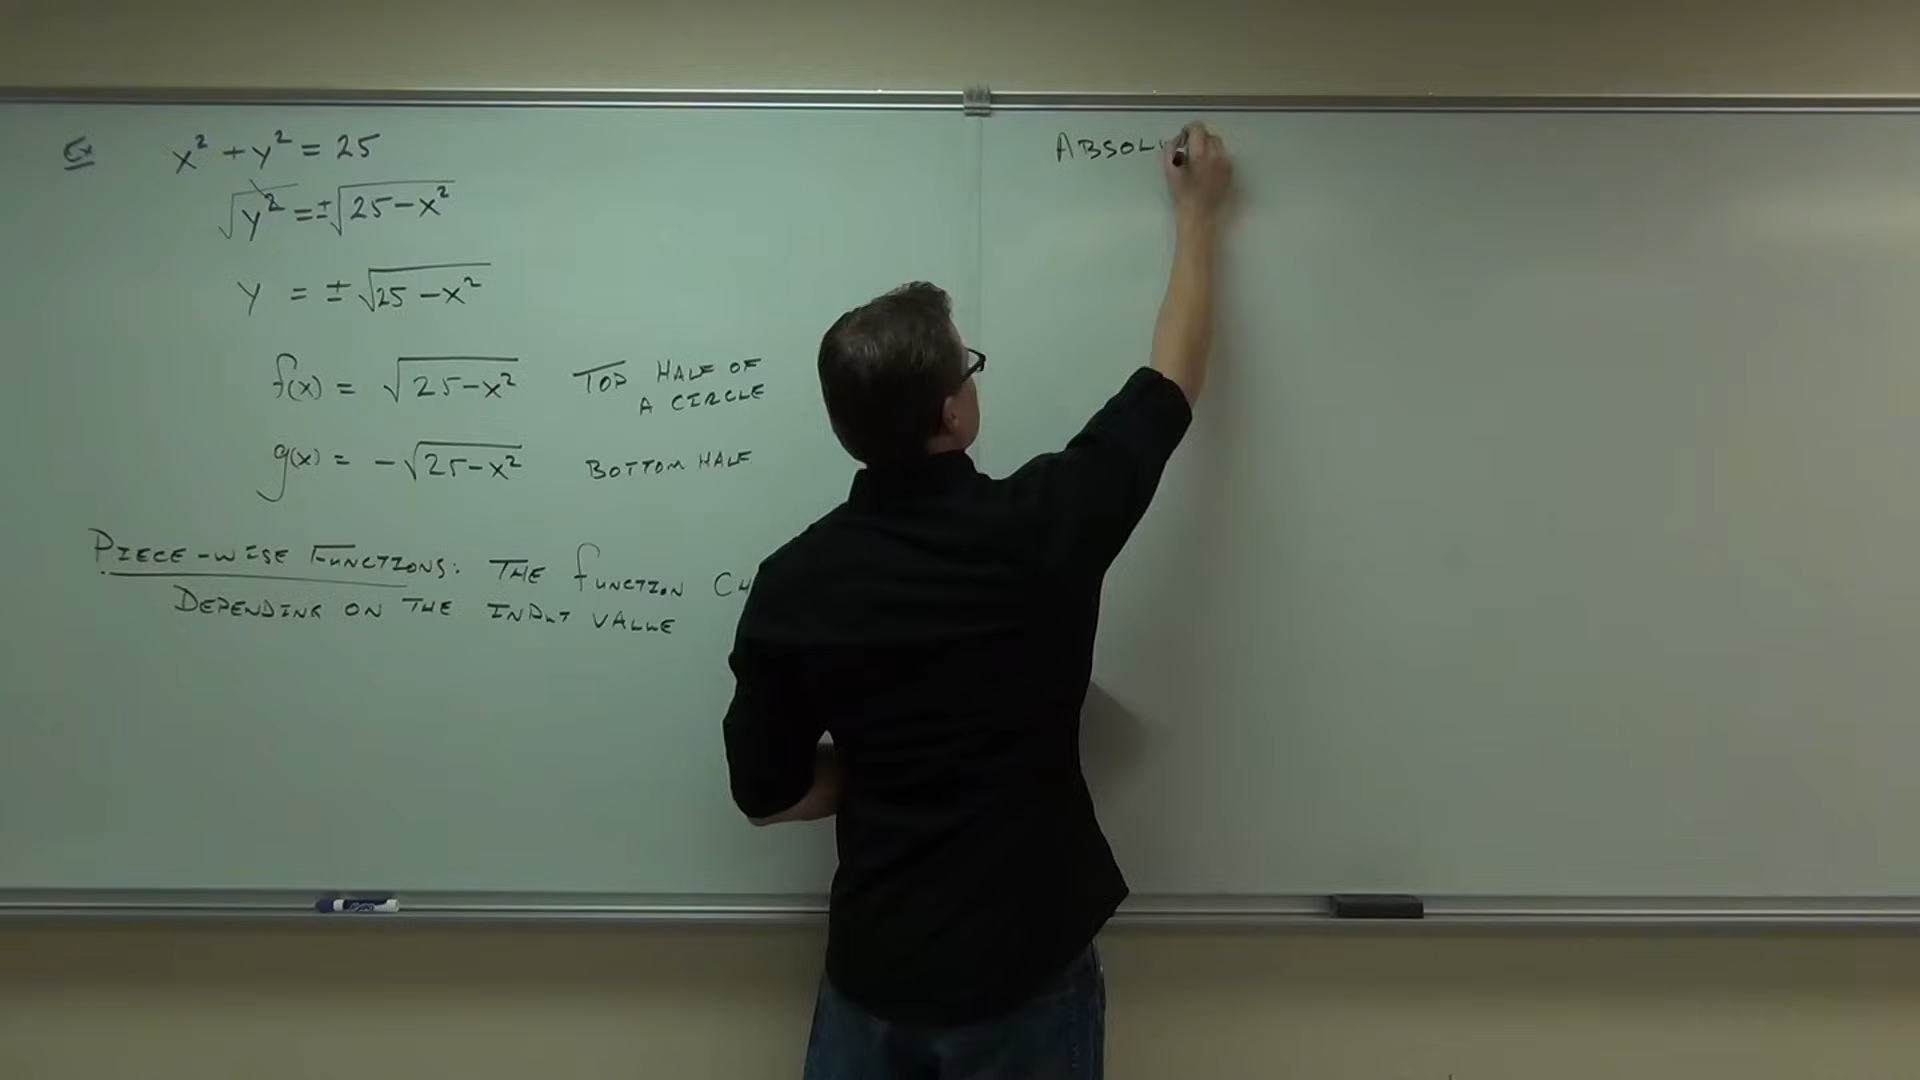 Ex x² + y² = 25
√y² = ±√25-x²
y = ±√25-x²
f(x) = √25-x² TOP HALF OF
A CIRCLE
g(x) = -√25-x² BOTTOM HALF
PIECE-WISE FUNCTIONS: THE FUNCTION CH
DEPENDING ON THE INPUT VALUE
ABSOL